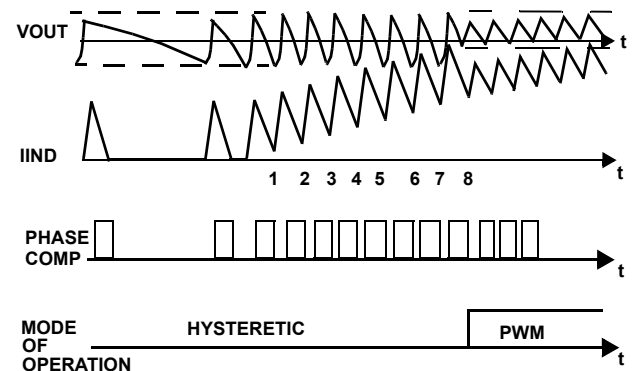 VOUT
t
IIND
t
1 2 3 4 5 6 7 8
PHASE
COMP
t
MODE
OF
OPERATION
HYSTERETIC
PWM
t